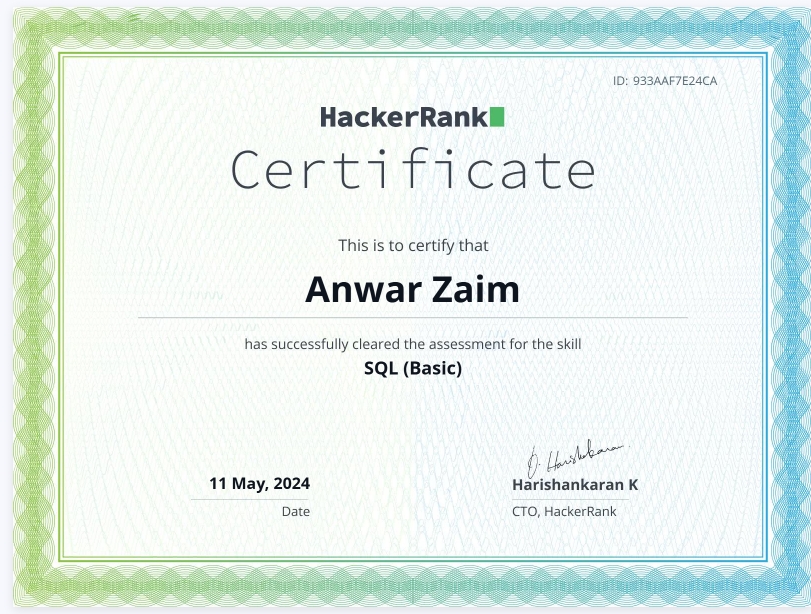 ID: 933AAF7E24CA
HackerRank
Certificate
This is to certify that
Anwar Zaim
has successfully cleared the assessment for the skill
SQL (Basic)
11 May, 2024
Date
Harishankaran K
CTO, HackerRank